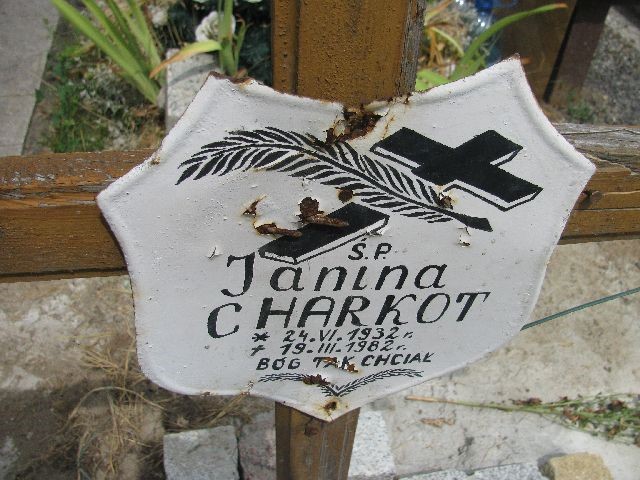 Ś.P.
Janina
CHARKOT
* 24.VI.1932 r.
+ 19.III.1982 r.
BÓG TAK CHCIAŁ